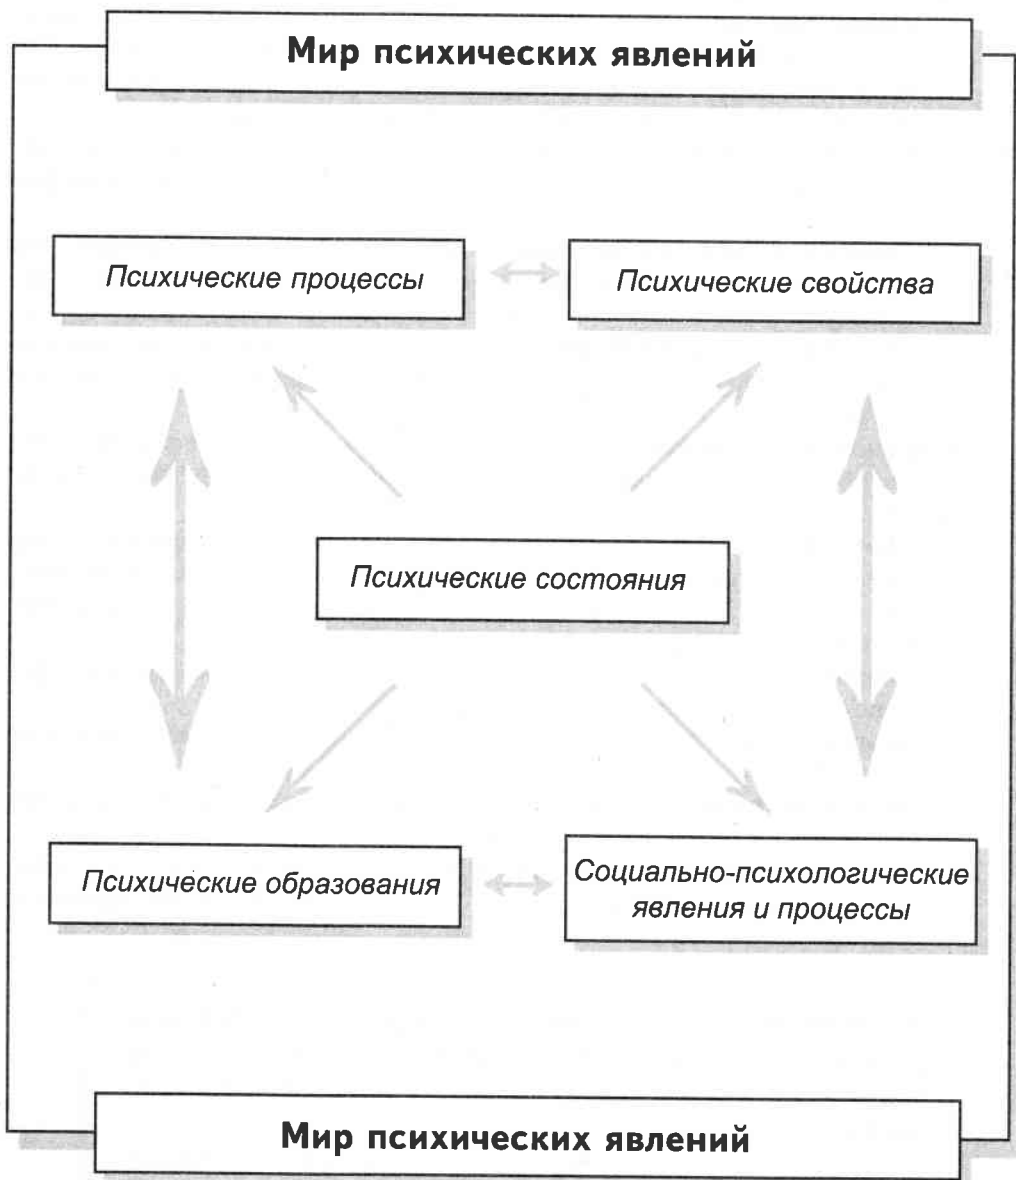 Мир психических явлений
Психические процессы
Психические свойства
Психические состояния
Психические образования
Социально-психологические
явления и процессы
Мир психических явлений